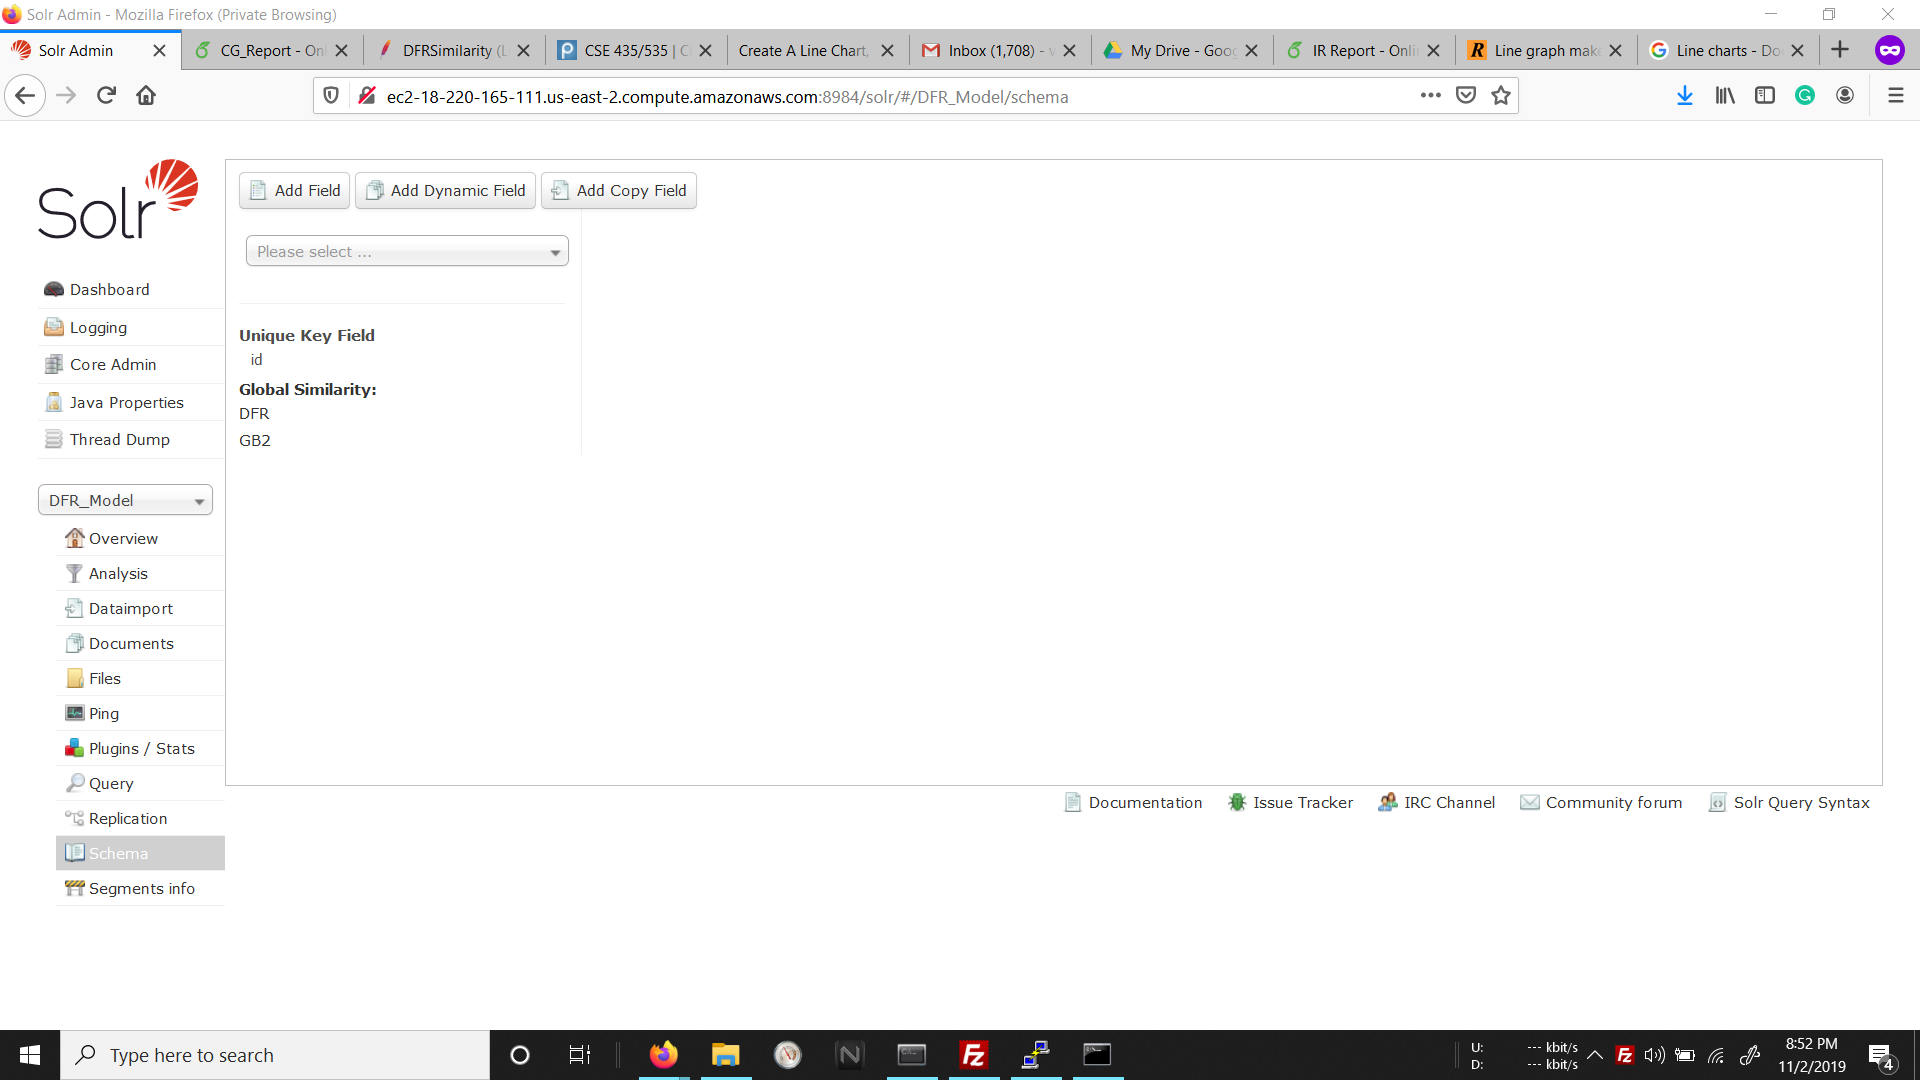 Solr Admin - Mozilla Firefox (Private Browsing)
Solr Admin
CG_Report - Onl
DFRSimilarity (L
CSE 435/535 | C
Create A Line Chart,
Inbox (1,708) - w
My Drive - Goog
IR Report - Onlin
Line graph make
Line charts - Do
ec2-18-220-165-111.us-east-2.compute.amazonaws.com:8984/solr/#/DFR_Model/schema
Solr
Add Field
Add Dynamic Field
Add Copy Field
Please select ...
Dashboard
Logging
Core Admin
Java Properties
Thread Dump
Unique Key Field
id
Global Similarity:
DFR
GB2
DFR_Model
Overview
Analysis
Dataimport
Documents
Files
Ping
Plugins / Stats
Query
Replication
Schema
Segments info
Documentation
Issue Tracker
IRC Channel
Community forum
Solr Query Syntax
Type here to search
U: --- kbit/s
D: --- kbit/s
8:52 PM
11/2/2019
4